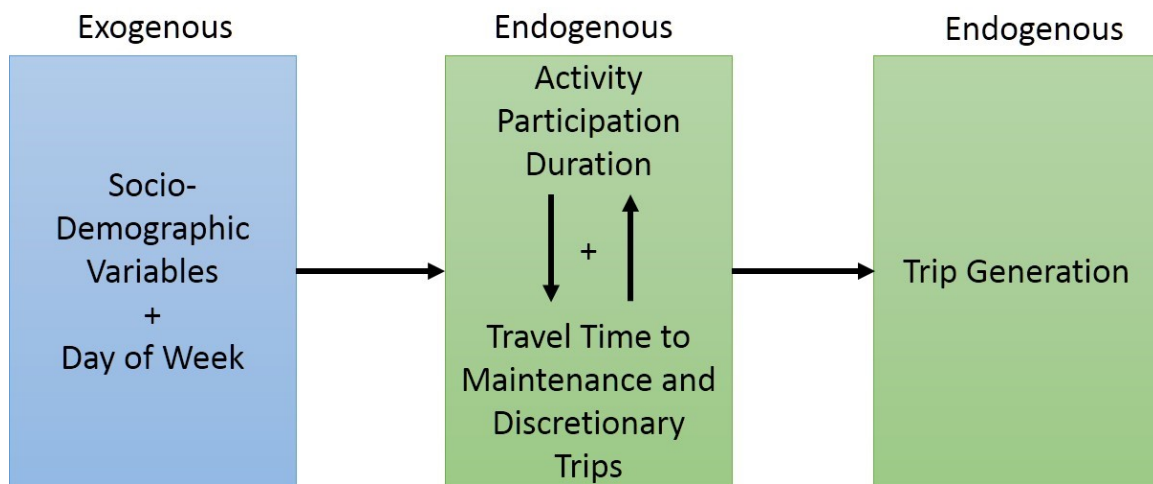 Exogenous
Socio-
Demographic
Variables
+
Day of Week
Endogenous
Activity
Participation
Duration
+
Travel Time to
Maintenance and
Discretionary
Trips
Endogenous
Trip Generation